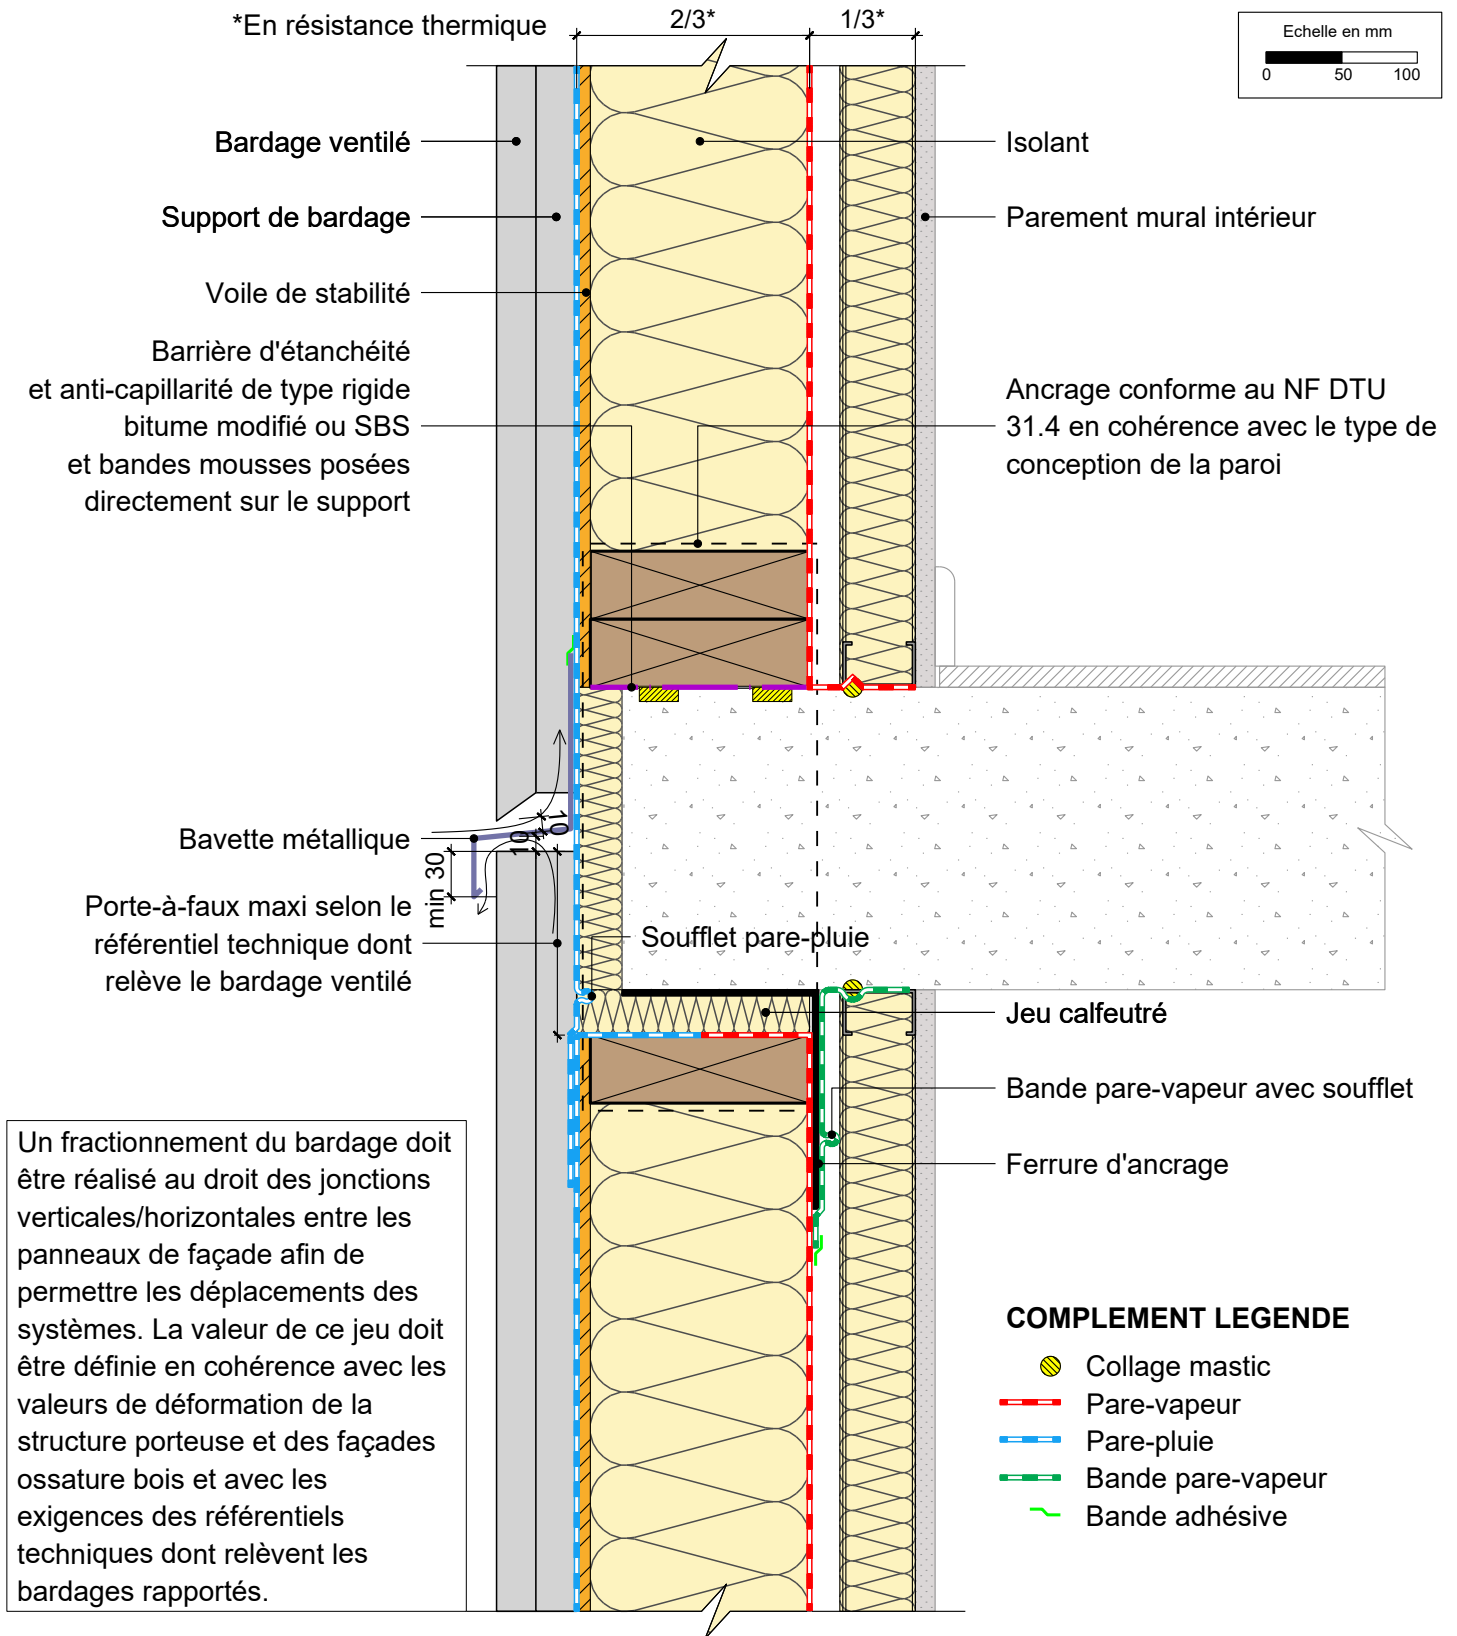 *En résistance thermique
2/3*
1/3*
Echelle en mm
0 50 100
Bardage ventilé
Support de bardage
Voile de stabilité
Barrière d'étanchéité
et anti-capillarité de type rigide
bitume modifié ou SBS
et bandes mousses posées
directement sur le support
Isolant
Parement mural intérieur
Ancrage conforme au NF DTU
31.4 en cohérence avec le type de
conception de la paroi
Bavette métallique
10
10
min 30
Porte-à-faux maxi selon le
référentiel technique dont
relève le bardage ventilé
Soufflet pare-pluie
Jeu calfeutré
Bande pare-vapeur avec soufflet
Ferrure d'ancrage
Un fractionnement du bardage doit
être réalisé au droit des jonctions
verticales/horizontales entre les
panneaux de façade afin de
permettre les déplacements des
systèmes. La valeur de ce jeu doit
être définie en cohérence avec les
valeurs de déformation de la
structure porteuse et des façades
ossature bois et avec les
exigences des référentiels
techniques dont relèvent les
bardages rapportés.
COMPLEMENT LEGENDE
Collage mastic
Pare-vapeur
Pare-pluie
Bande pare-vapeur
Bande adhésive